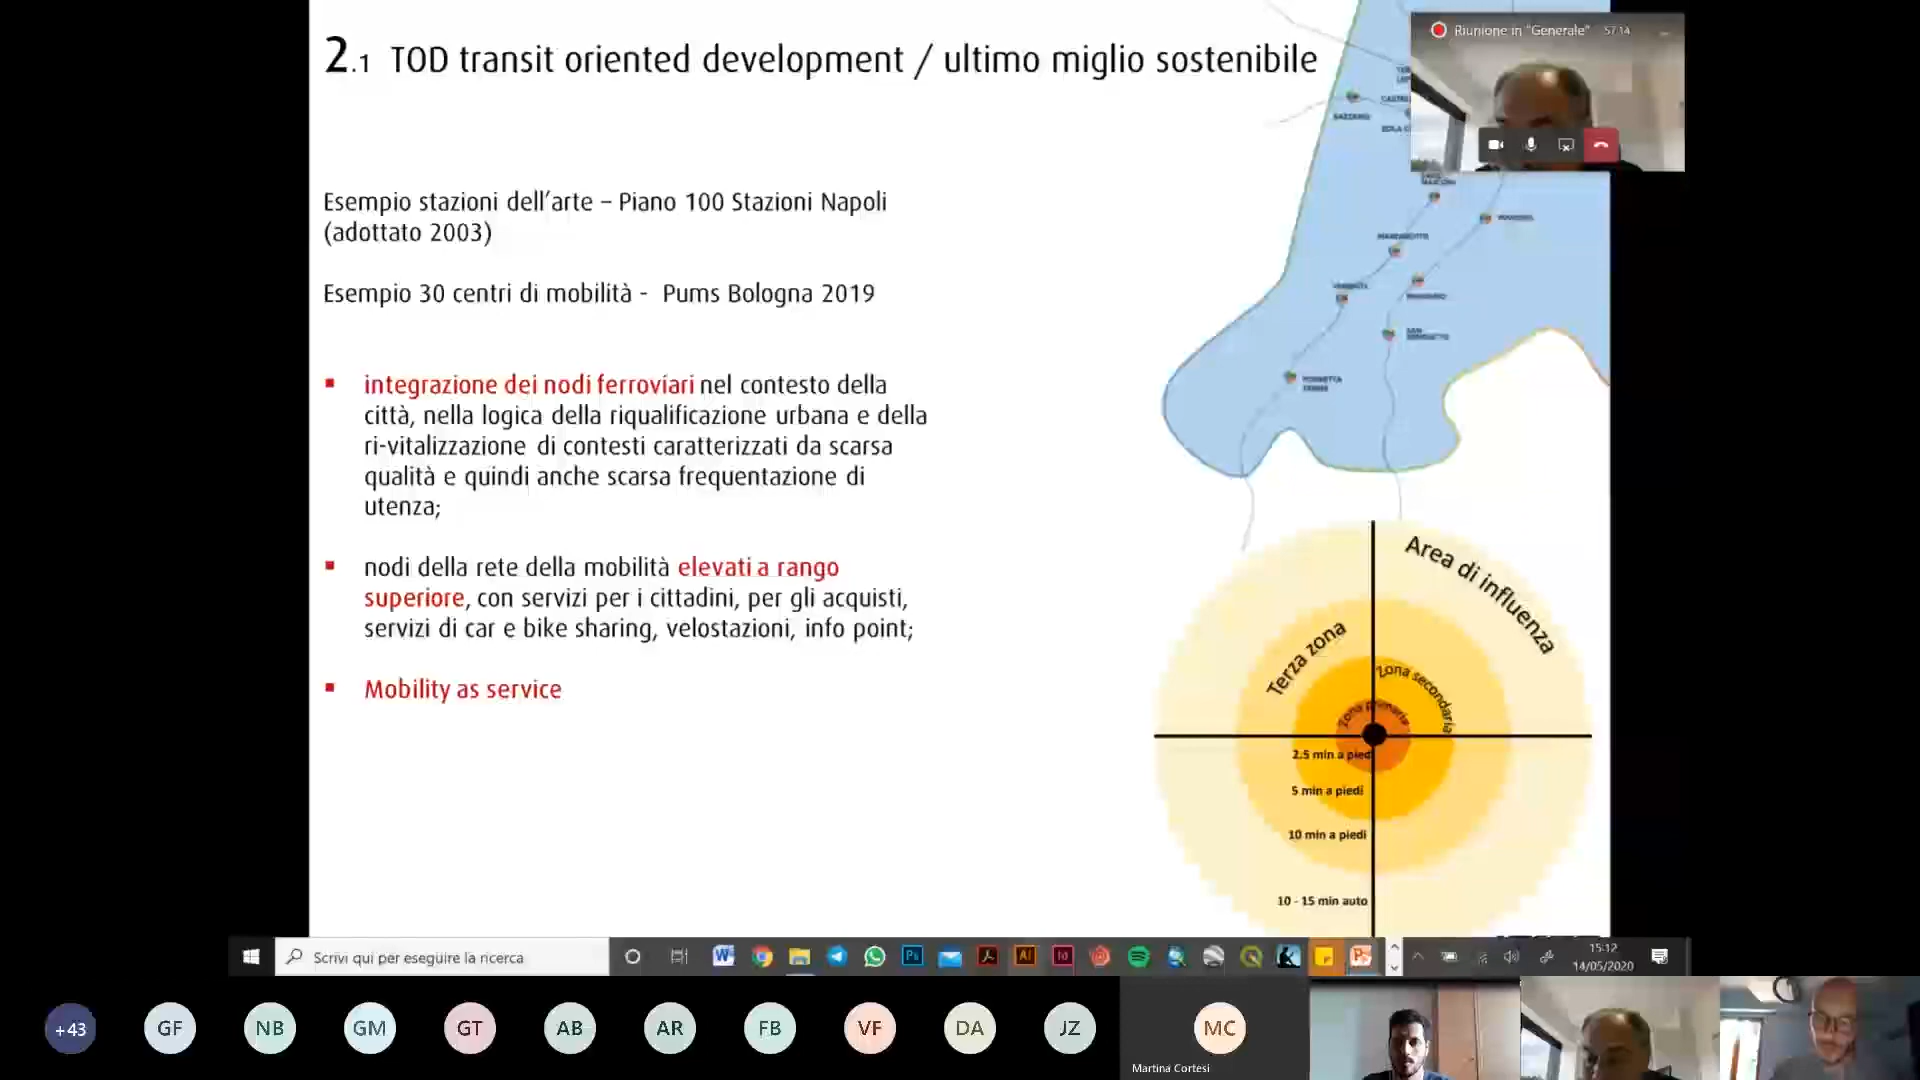 2.1 TOD transit oriented development / ultimo miglio sostenibile
Riunione in "Generale" 57:14
Esempio stazioni dell'arte – Piano 100 Stazioni Napoli
(adottato 2003)
Esempio 30 centri di mobilità - Pums Bologna 2019
integrazione dei nodi ferroviari nel contesto della
città, nella logica della riqualificazione urbana e della
ri-vitalizzazione di contesti caratterizzati da scarsa
qualità e quindi anche scarsa frequentazione di
utenza;
nodi della rete della mobilità elevati a rango
superiore, con servizi per i cittadini, per gli acquisti,
servizi di car e bike sharing, velostazioni, info point;
Mobility as service
Area di influenza
Terza zona
Zona secondaria
Zona primaria
2.5 min a piedi
5 min a piedi
10 min a piedi
10 - 15 min auto
Scrivi qui per eseguire la ricerca
15:12
14/05/2020
+43
GF
NB
GM
GT
AB
AR
FB
VF
DA
JZ
MC
Martina Cortesi